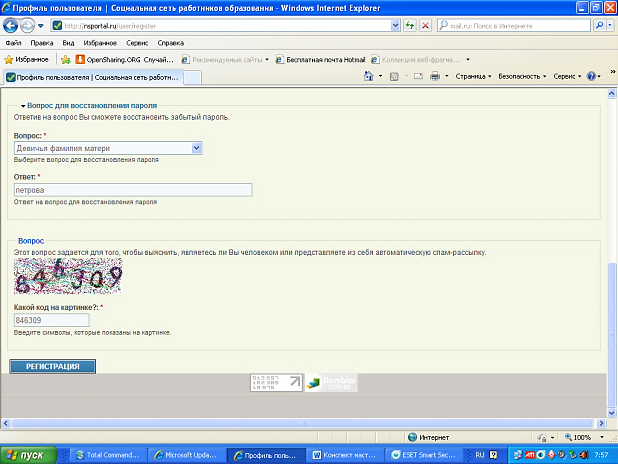 Профиль пользователя | Социальная сеть работников образования - Windows Internet Explorer
http://nsportal.ru/user/register
mail.ru: Поиск в Интернете
Файл Правка Вид Избранное Сервис Справка
Избранное OpenSharing.ORG Случай... Рекомендуемые сайты Бесплатная почта Hotmail Коллекция веб-фрагме...
Профиль пользователя | Социальная сеть работн...
Страница Безопасность Сервис
Вопрос для восстановления пароля
Ответив на вопрос Вы сможете восстановить забытый пароль.
Вопрос: *
Девичья фамилия матери
Выберите вопрос для восстановления пароля
Ответ: *
петрова
Ответ на вопрос для восстановления пароля
Вопрос
Этот вопрос задается для того, чтобы выяснить, являетесь ли Вы человеком или представляете из себя автоматическую спам-рассылку.
846309
Какой код на картинке?: *
846309
Введите символы, которые показаны на картинке.
РЕГИСТРАЦИЯ
Rambler
TOP100
Интернет 100%
пуск Total Command... Microsoft Upda... Профиль поль... Конспект наст... ESET Smart Sec... RU 7:57